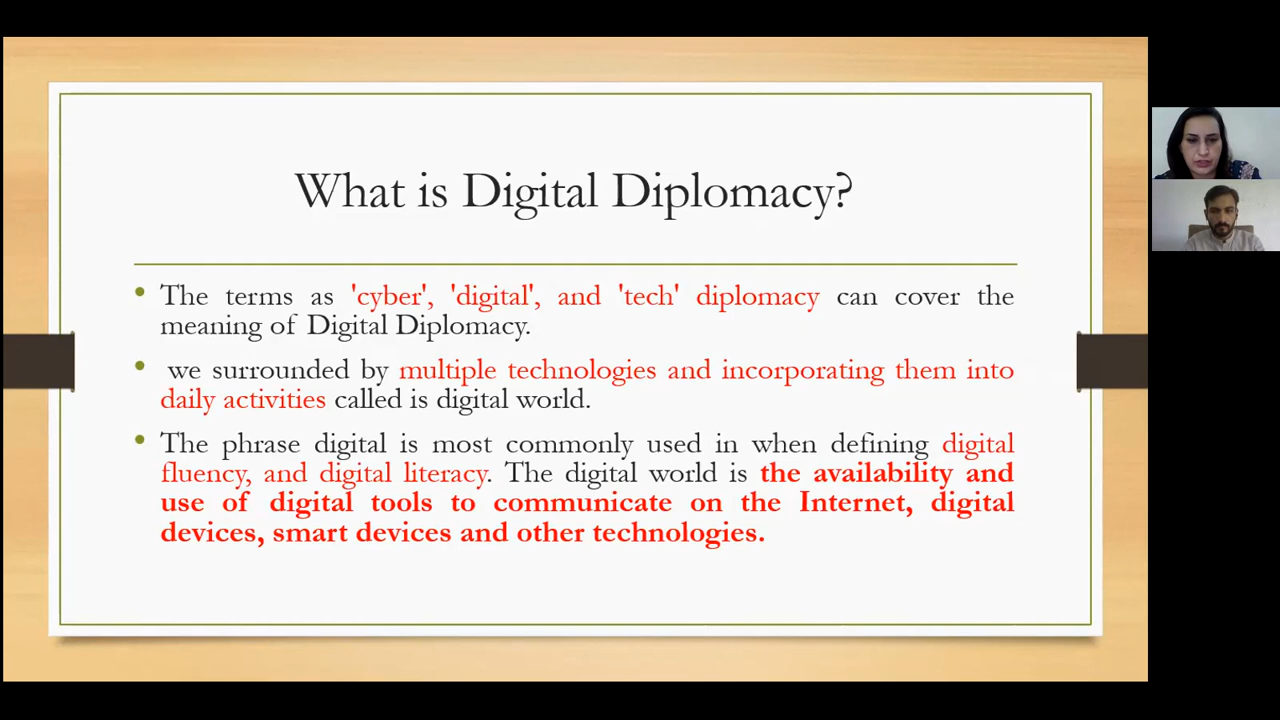 What is Digital Diplomacy?
• The terms as 'cyber', 'digital', and 'tech' diplomacy can cover the
meaning of Digital Diplomacy.
• we surrounded by multiple technologies and incorporating them into
daily activities called is digital world.
• The phrase digital is most commonly used in when defining digital
fluency, and digital literacy. The digital world is the availability and
use of digital tools to communicate on the Internet, digital
devices, smart devices and other technologies.